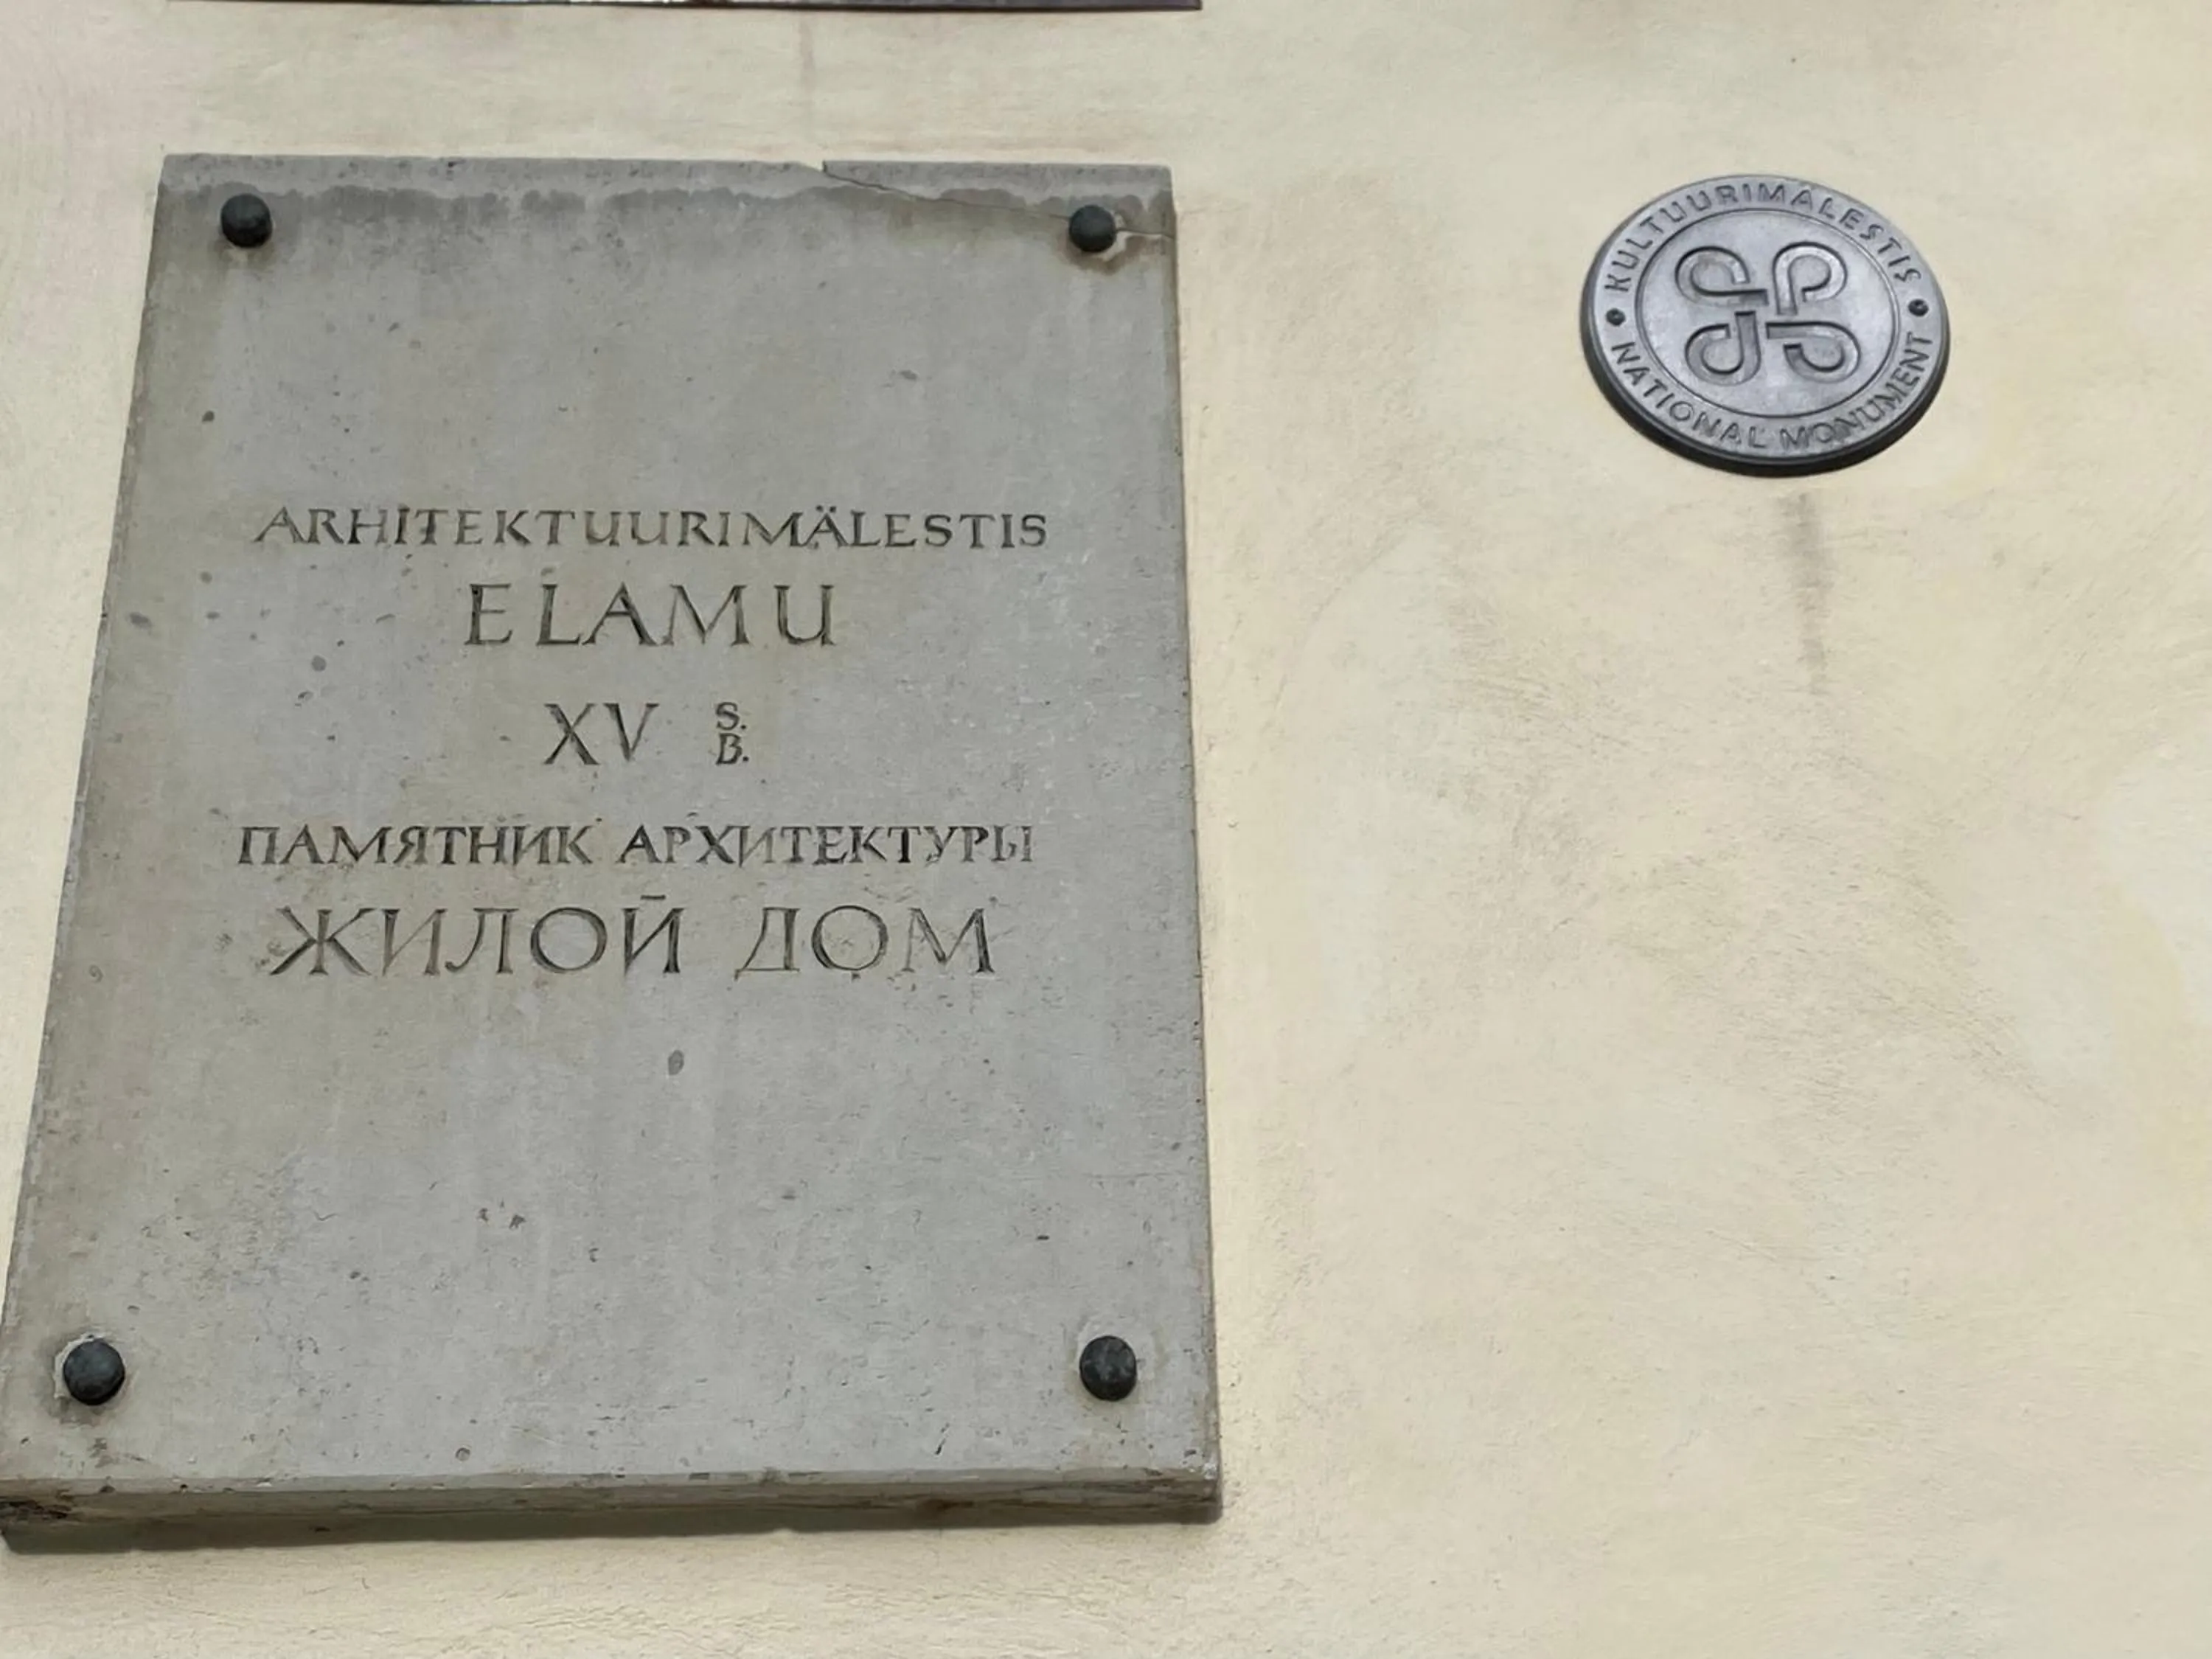 ARHITEKTUURIMÄLESTIS
ELAMU
XV S.
В.
ПАМЯТНИК АРХИТЕКТУРЫ
ЖИЛОЙ ДОМ
KULTUURIMÄLESTIS
NATIONAL MONUMENT